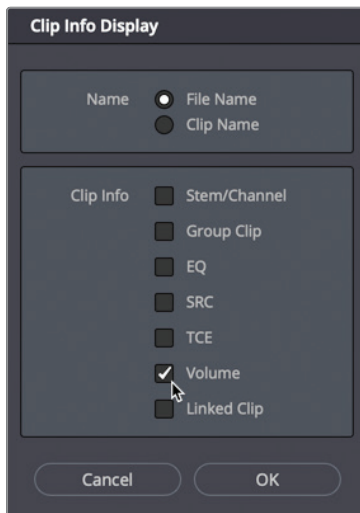 Clip Info Display
Name File Name
Clip Name
Clip Info Stem/Channel
Group Clip
EQ
SRC
TCE
Volume
Linked Clip
Cancel OK